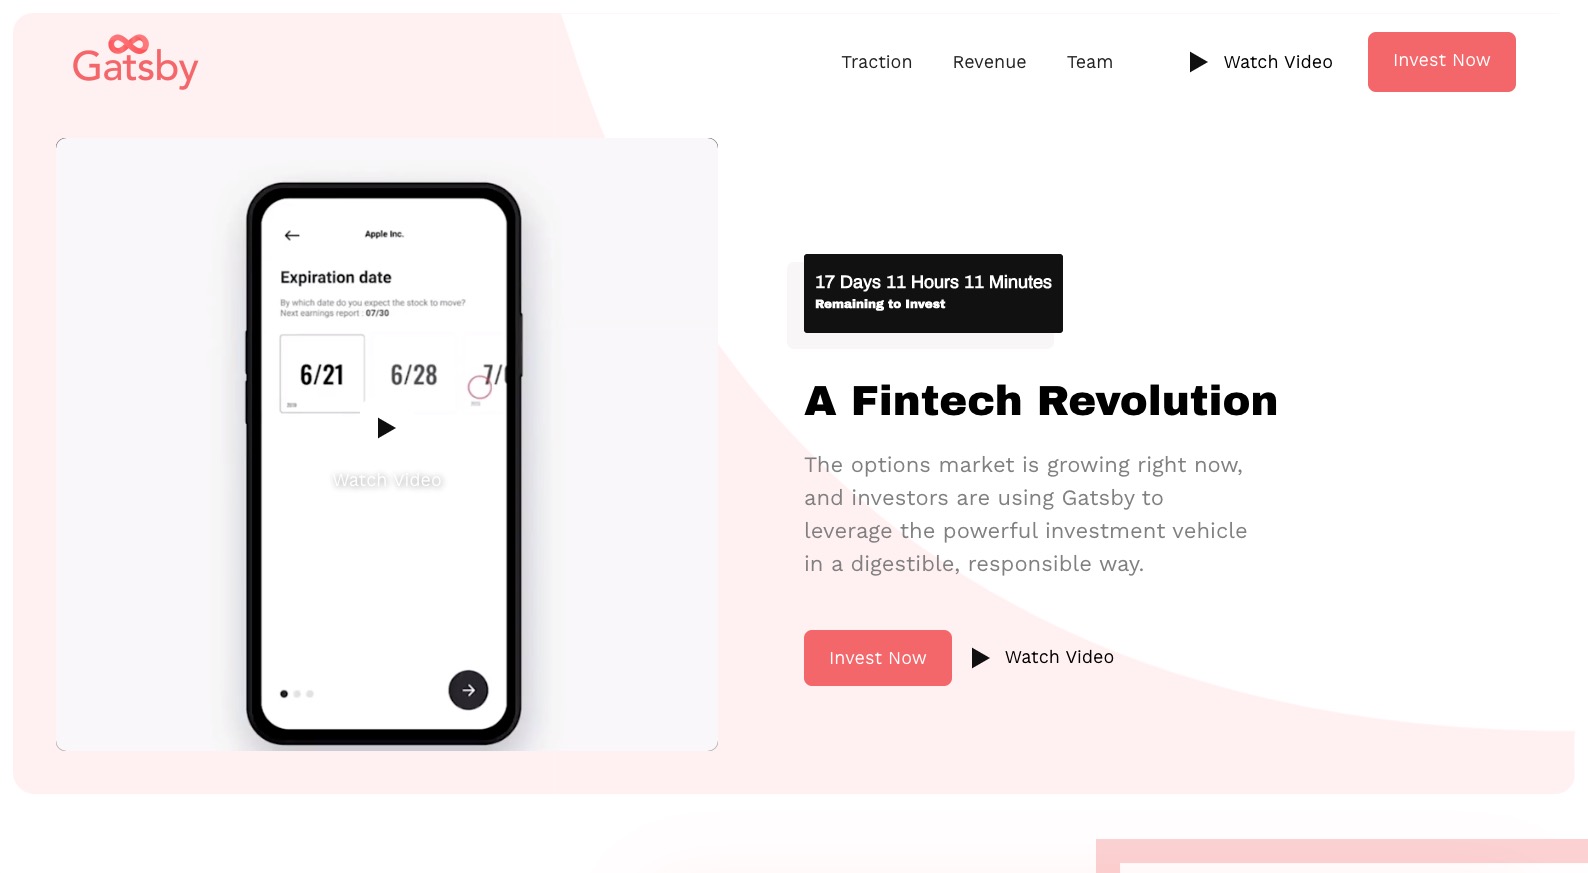 Gatsby
Traction
Revenue
Team
Watch Video
Invest Now
Apple Inc.
Expiration date
By which date do you expect the stock to move?
Next earnings report : 07/30
6/21
6/28
Watch Video
17 Days 11 Hours 11 Minutes
Remaining to Invest
A Fintech Revolution
The options market is growing right now,
and investors are using Gatsby to
leverage the powerful investment vehicle
in a digestible, responsible way.
Invest Now
Watch Video